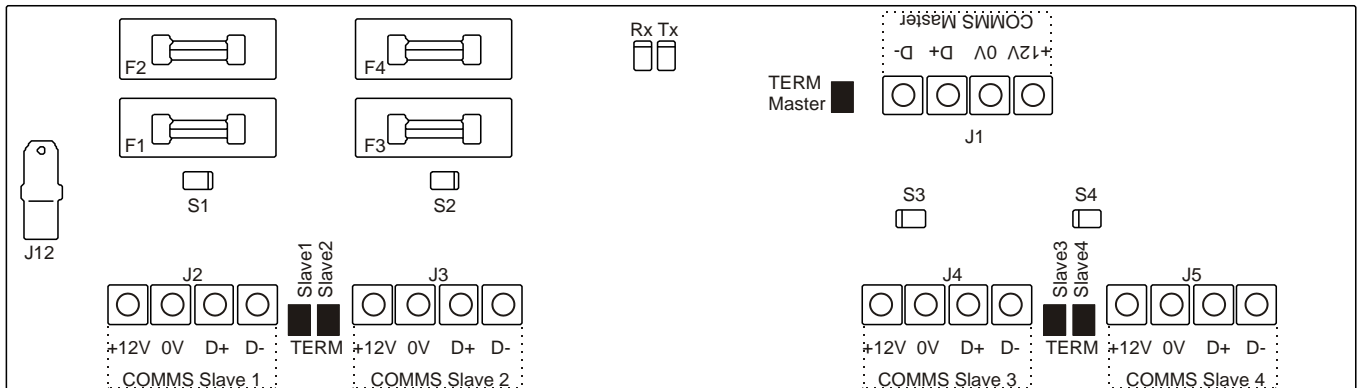 F2
F4
Rx Tx
COMMS Master
D- D+ 0V +12V
TERM
Master
J1
F1
F3
S1
S2
S3
S4
J12
Slave1
Slave2
Slave3
Slave4
J2
J3
J4
J5
+12V 0V D+ D-
TERM
+12V 0V D+ D-
+12V 0V D+ D-
TERM
+12V 0V D+ D-
COMMS Slave 1
COMMS Slave 2
COMMS Slave 3
COMMS Slave 4